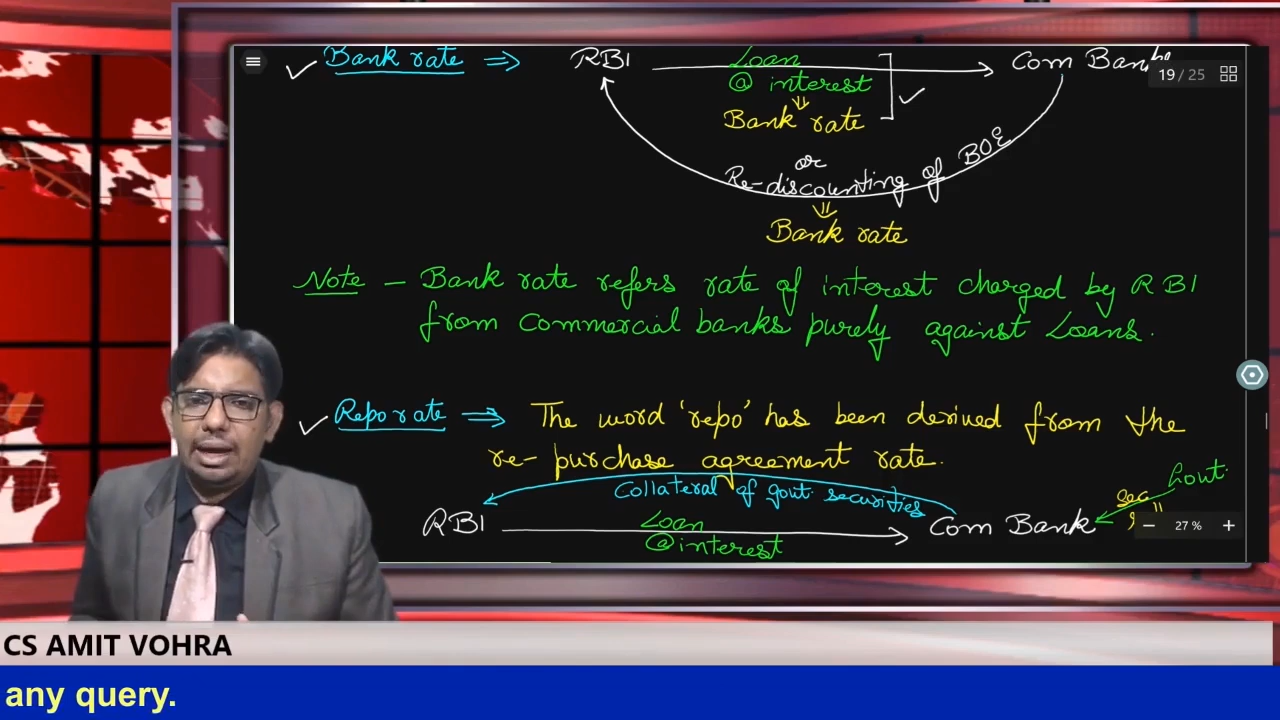 Bank rate ⇒ RBI Loan Com Banks
@ interest
Bank rate
19 / 25
or
Re-discounting of BOE
Bank rate
Note – Bank rate refers rate of interest charged by RBI
from Commercial banks purely against Loans.
Repo rate ⇒ The word 'repo' has been derived from the
re-purchase agreement rate.
Collateral of govt. securities
Govt.
RBI Loan Com Bank
@ interest
− 27 % +
CS AMIT VOHRA
any query.